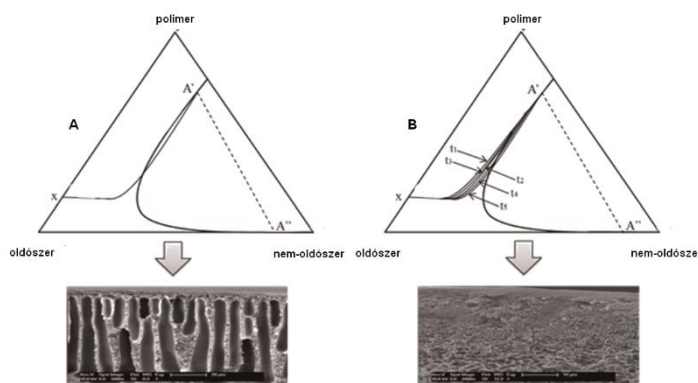 polimer
A'
A
x
A"
oldószer
nem-oldószer
polimer
A'
B
t1
t2
t3
t4
t5
x
A"
oldószer
nem-oldósze